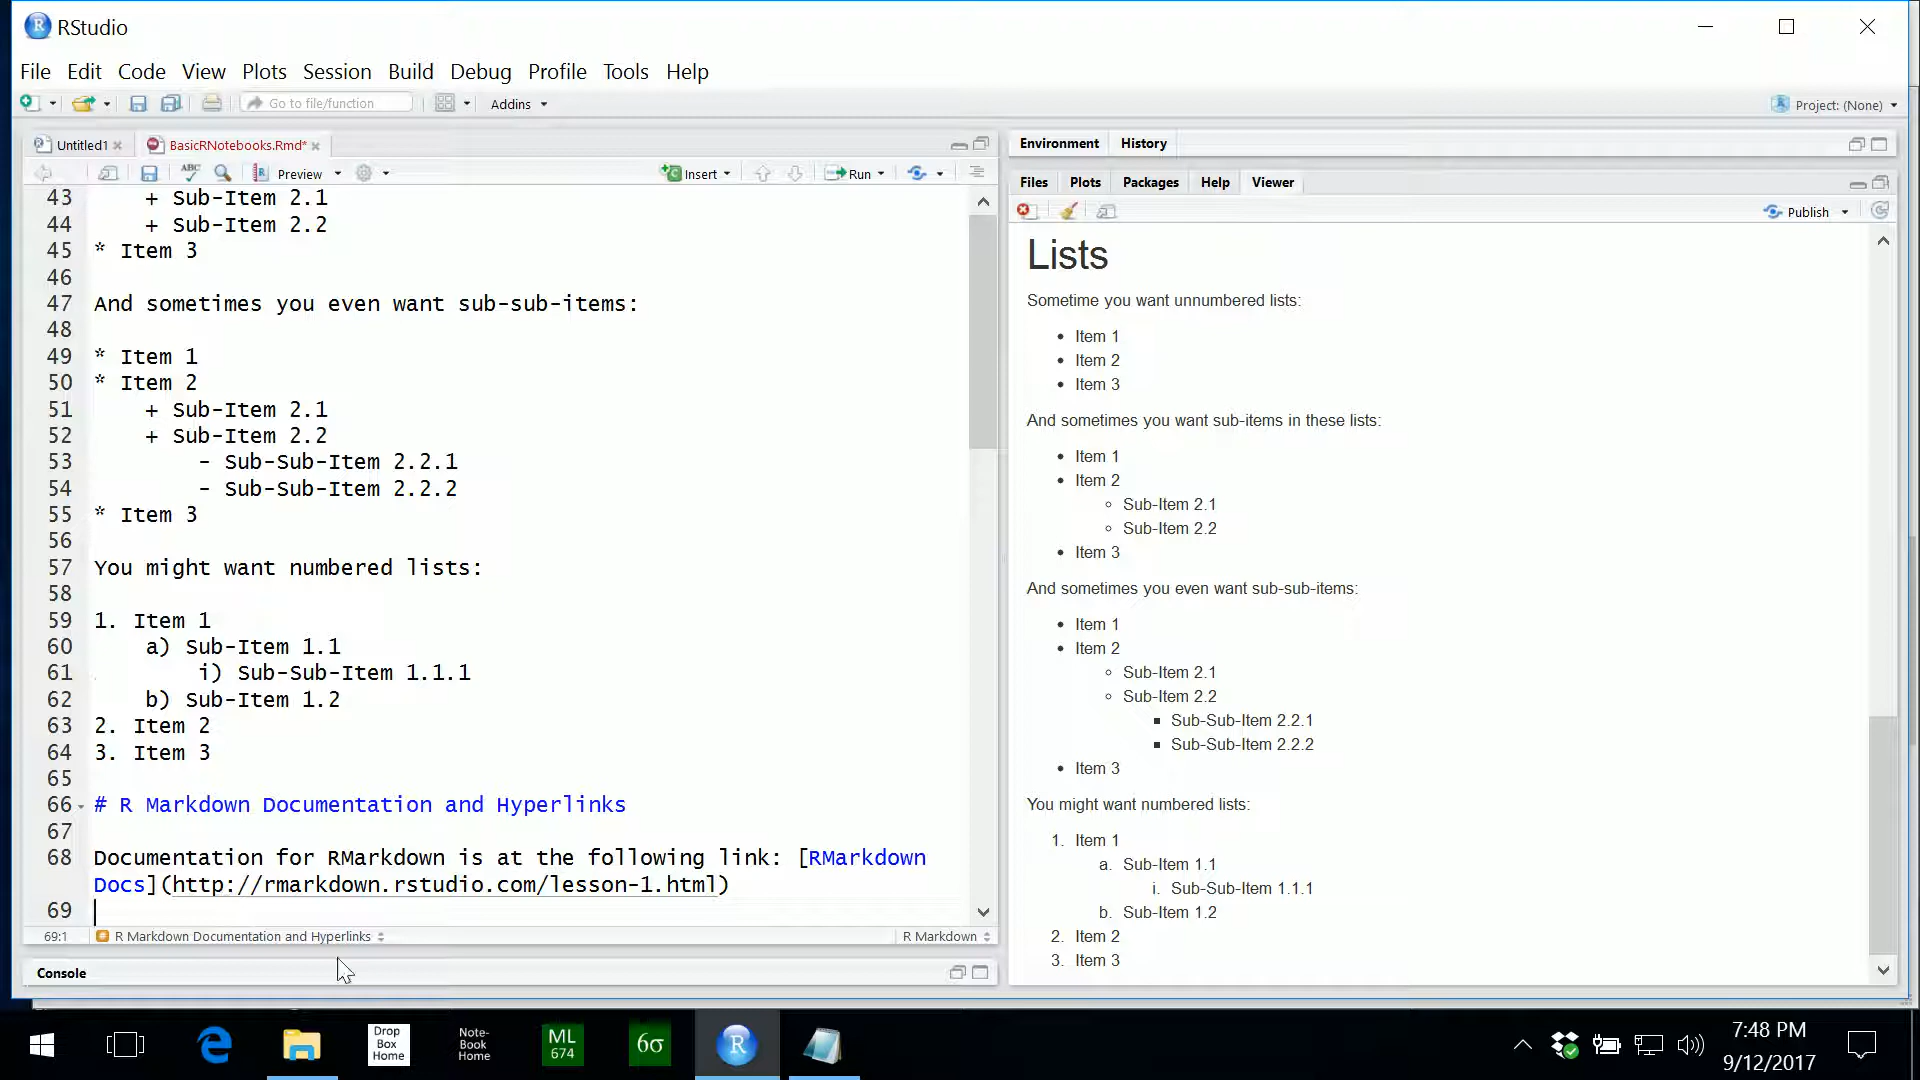 RStudio
File Edit Code View Plots Session Build Debug Profile Tools Help
Go to file/function Addins Project: (None)
Untitled1 BasicRNotebooks.Rmd*
ABC Preview Insert Run
43 + Sub-Item 2.1
44 + Sub-Item 2.2
45 * Item 3
46
47 And sometimes you even want sub-sub-items:
48
49 * Item 1
50 * Item 2
51 + Sub-Item 2.1
52 + Sub-Item 2.2
53 - Sub-Sub-Item 2.2.1
54 - Sub-Sub-Item 2.2.2
55 * Item 3
56
57 You might want numbered lists:
58
59 1. Item 1
60 a) Sub-Item 1.1
61 i) Sub-Sub-Item 1.1.1
62 b) Sub-Item 1.2
63 2. Item 2
64 3. Item 3
65
66 # R Markdown Documentation and Hyperlinks
67
68 Documentation for RMarkdown is at the following link: [RMarkdown
Docs](http://rmarkdown.rstudio.com/lesson-1.html)
69
69:1 R Markdown Documentation and Hyperlinks R Markdown
Console
Environment History
Files Plots Packages Help Viewer
Publish
Lists
Sometime you want unnumbered lists:
• Item 1
• Item 2
• Item 3
And sometimes you want sub-items in these lists:
• Item 1
• Item 2
◦ Sub-Item 2.1
◦ Sub-Item 2.2
• Item 3
And sometimes you even want sub-sub-items:
• Item 1
• Item 2
◦ Sub-Item 2.1
◦ Sub-Item 2.2
▪ Sub-Sub-Item 2.2.1
▪ Sub-Sub-Item 2.2.2
• Item 3
You might want numbered lists:
1. Item 1
a. Sub-Item 1.1
i. Sub-Sub-Item 1.1.1
b. Sub-Item 1.2
2. Item 2
3. Item 3
Drop
Box
Home
Note-
Book
Home
ML
674
6σ
R
7:48 PM
9/12/2017